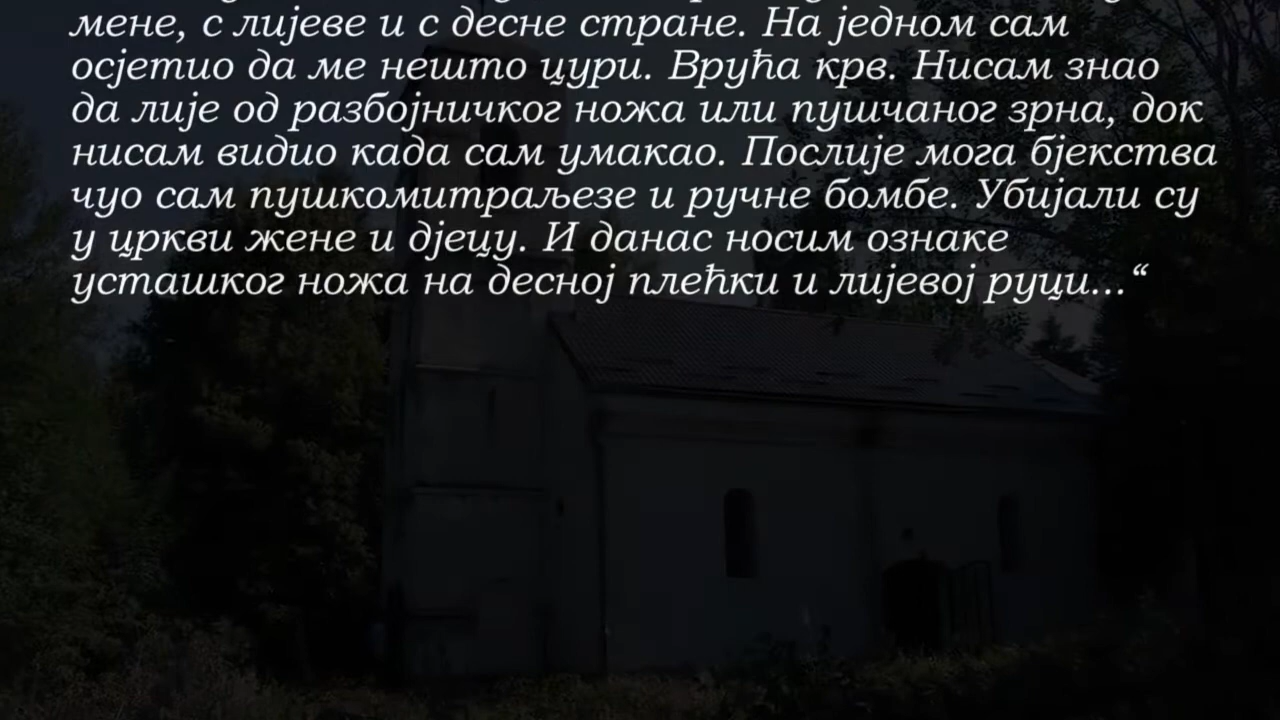 мене, с лијеве и с десне стране. На једном сам
осјетио да ме нешто цури. Врућа крв. Нисам знао
да лије од разбојничког ножа или пушчаног зрна, док
нисам видио када сам умакао. Послије мога бјекства
чуо сам пушкомитраљезе и ручне бомбе. Убијали су
у цркви жене и дјецу. И данас носим ознаке
усташког ножа на десној плећки и лијевој руци...“